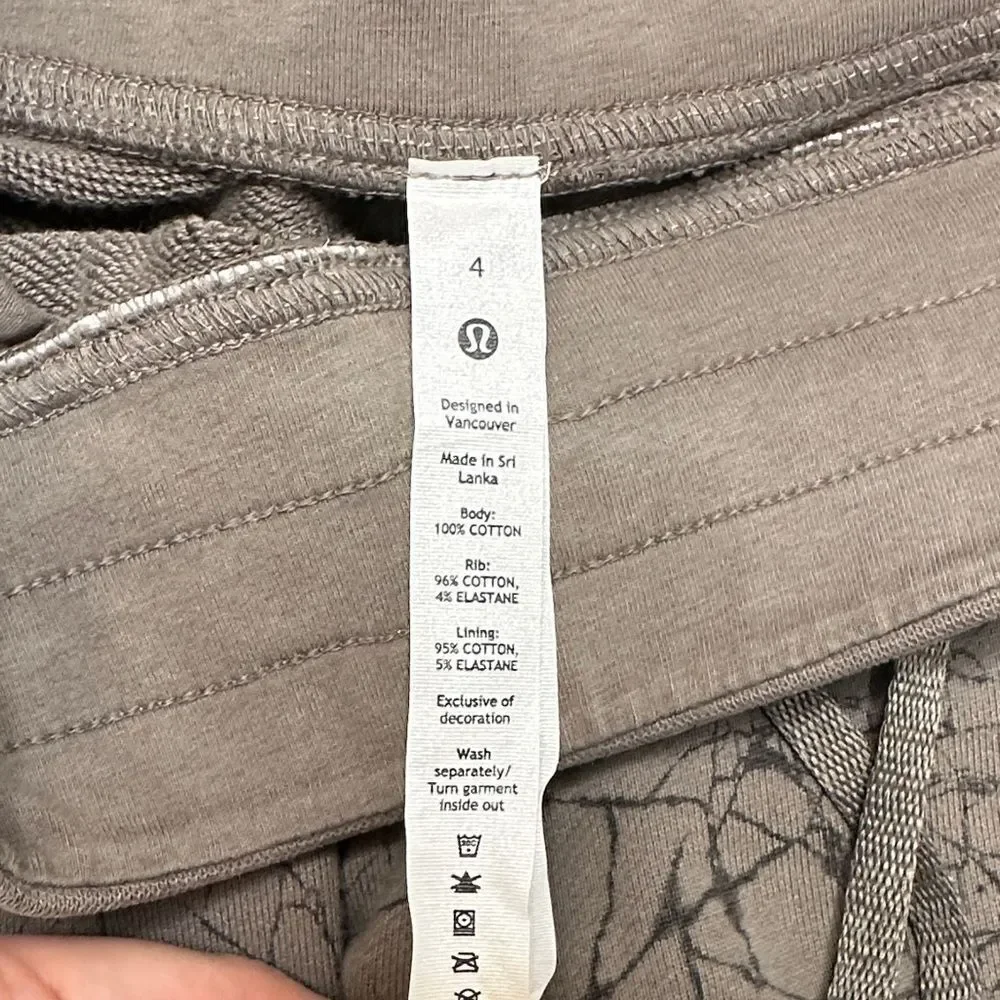 4
Designed in
Vancouver
Made in Sri
Lanka
Body:
100% COTTON
Rib:
96% COTTON,
4% ELASTANE
Lining:
95% COTTON,
5% ELASTANE
Exclusive of
decoration
Wash
separately/
Turn garment
inside out
30C